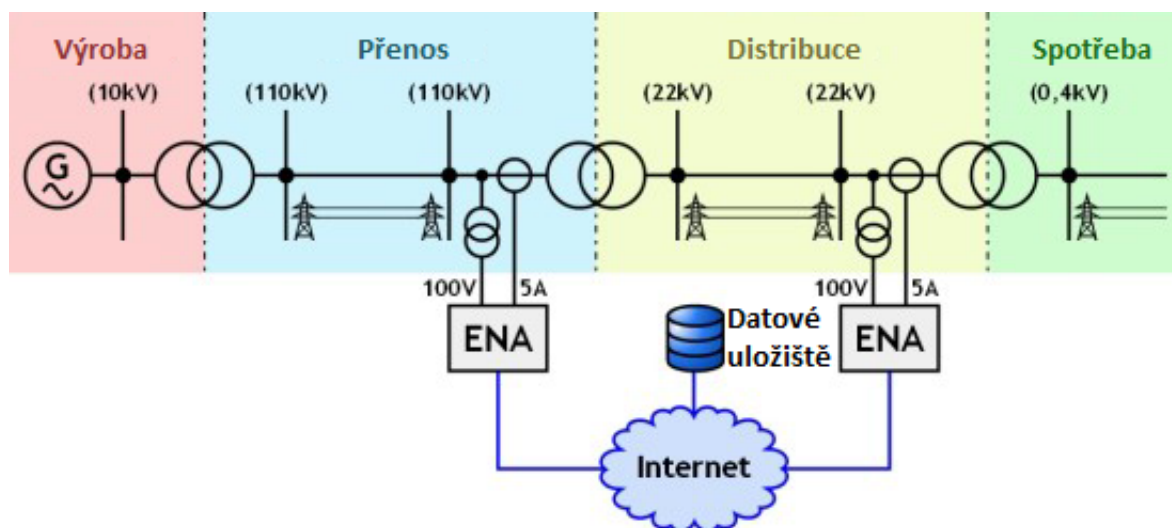 Výroba
Přenos
Distribuce
Spotřeba
(10kV)
(110kV)
(110kV)
(22kV)
(22kV)
(0,4kV)
G
100V
5A
100V
5A
ENA
Datové
uložiště
ENA
Internet